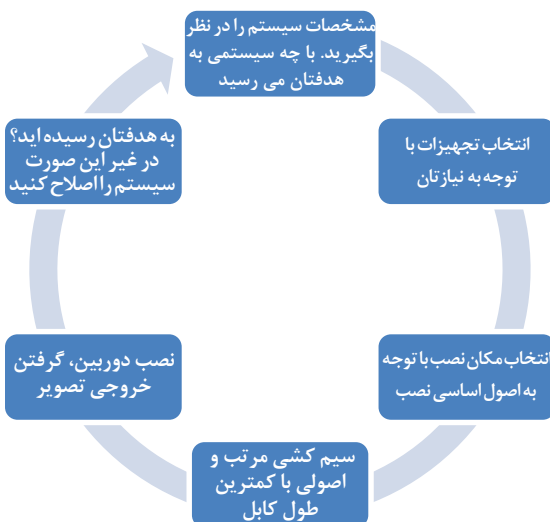 مشخصات سیستم را در نظر
بگیرید. با چه سیستمی به
هدفتان می رسید
انتخاب تجهیزات با
توجه به نیازتان
انتخاب مکان نصب با توجه
به اصول اساسی نصب
سیم کشی مرتب و
اصولی با کمترین
طول کابل
نصب دوربین، گرفتن
خروجی تصویر
به هدفتان رسیده اید؟
در غیر این صورت
سیستم را اصلاح کنید